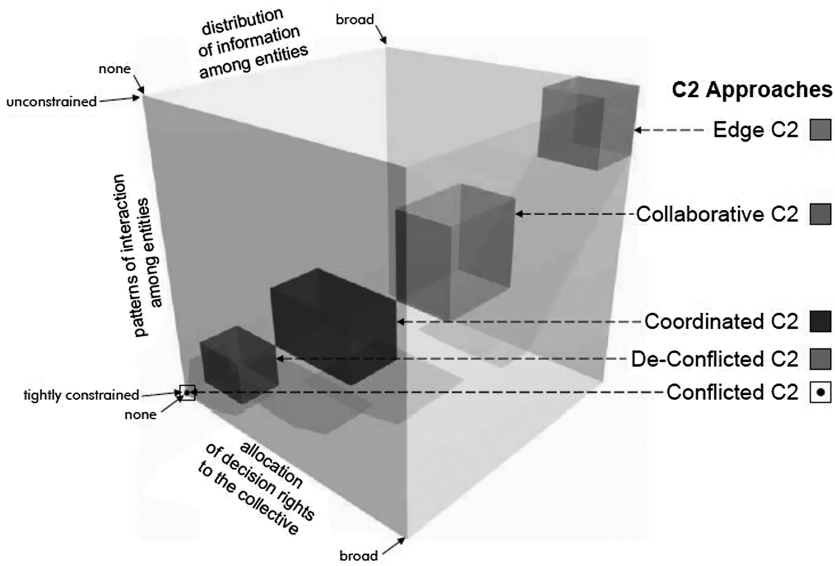 distribution
of information
among entities
broad
none
unconstrained
C2 Approaches
Edge C2
patterns of interaction
among entities
Collaborative C2
Coordinated C2
De-Conflicted C2
Conflicted C2
tightly constrained
none
allocation
of decision rights
to the collective
broad